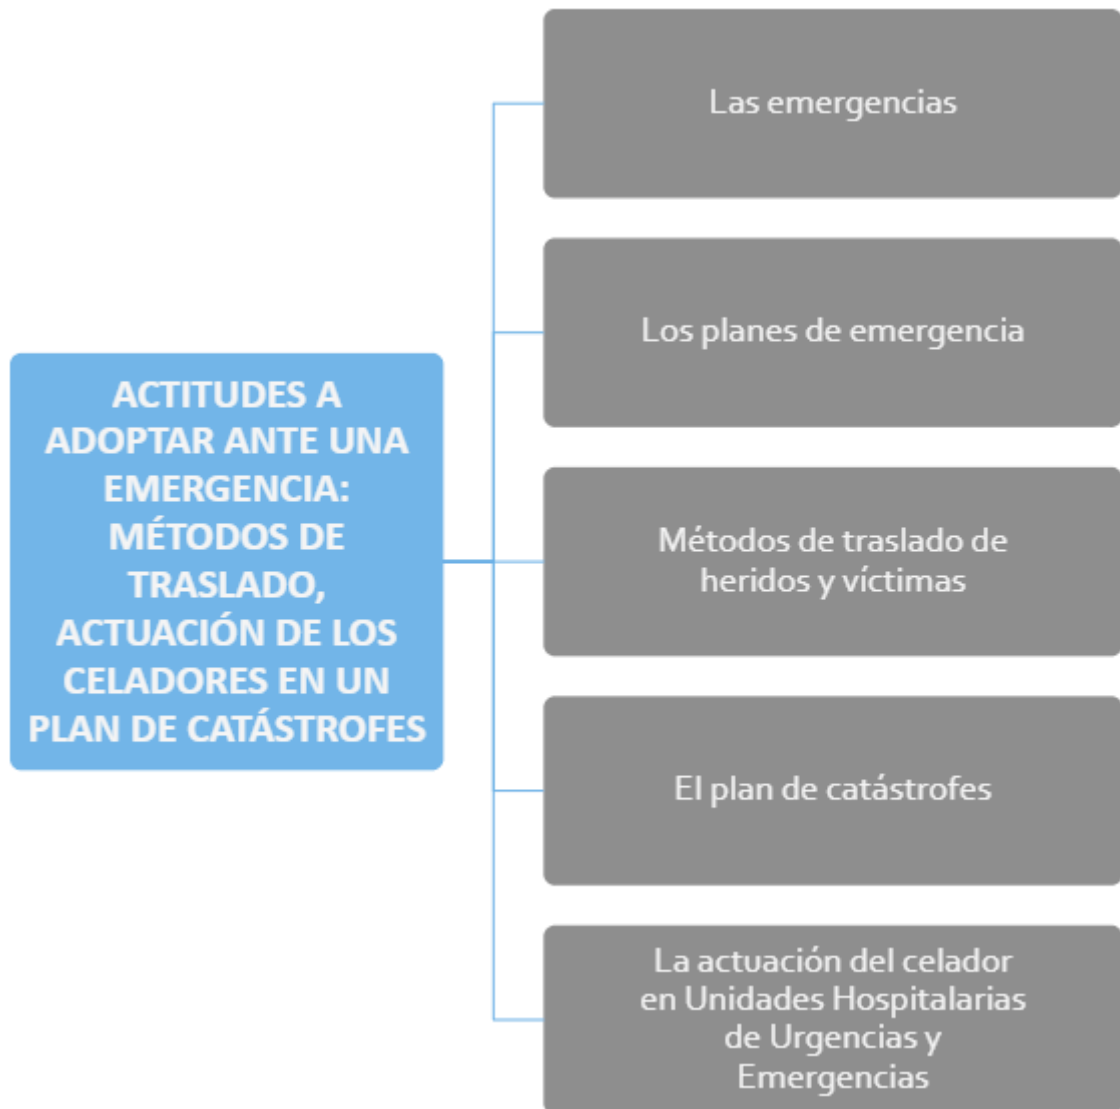 ACTITUDES A
ADOPTAR ANTE UNA
EMERGENCIA:
MÉTODOS DE
TRASLADO,
ACTUACIÓN DE LOS
CELADORES EN UN
PLAN DE CATÁSTROFES
Las emergencias
Los planes de emergencia
Métodos de traslado de
heridos y víctimas
El plan de catástrofes
La actuación del celador
en Unidades Hospitalarias
de Urgencias y
Emergencias